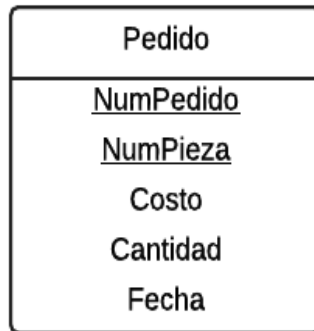 Pedido
NumPedido
NumPieza
Costo
Cantidad
Fecha